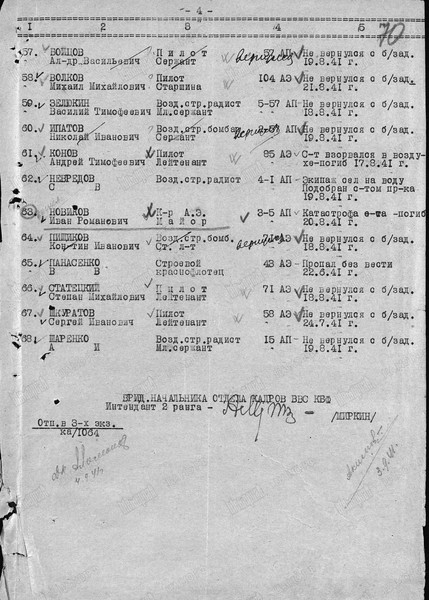 - 4 -
70
1 2 3 4 5
57. ВОЙЦОВ Пилот 57 АП- Не вернулся с б/зад.
Ал-др Васильевич Сержант 19.8.41 г.
58. ВОЛКОВ Пилот 104 АЭ Не вернулся с б/зад.
Михаил Михайлович Старшина 21.8.41 г.
59. ЗЕЛЮКИН Возд.стр.радист 5-57 АП- Не вернулся с б/зад.
Василий Тимофеевич Мл.сержант 18.8.41 г.
60. ИПАТОВ Возд.стр.бомбар. АП- Не вернулся с б/зад.
Николай Иванович Сержант 19.8.41 г.
61. КОНОВ Пилот 95 АЭ С-т взорвался в возду-
Андрей Тимофеевич Лейтенант хе-погиб 17.8.41 г.
62. НЕВРЕДОВ Возд.стр.радист 4-I АП- Экипаж сел на воду
С В Подобран с-том пр-ка
19.8.41 г.
63. НОВИКОВ К-р А.Э. 3-5 АП Катастрофа с-та -погиб
Иван Романович Майор 20.8.41 г.
64. ПИЩИКОВ Возд.стр.бомб. АП- Не вернулся с б/зад.
Иванович Ст. л-т 18.8.41 г.
65. ПАНАСЕНКО Строевой 43 АЭ- Пропал без вести
В В краснофлотец 22.6.41 г.
66. СТАТЕЦКИЙ Пилот 71 АЭ Не вернулся с б/зад.
Степан Михайлович Лейтенант 18.8.41 г.
67. ШКУРАТОВ Пилот 58 АЭ Не вернулся с б/зад.
Сергей Иванович Лейтенант 24.7.41 г.
68. ШАРЕНКО Возд.стр.радист 15 АП- Не вернулся с б/зад.
А И Мл.сержант 19.8.41 г.
ВРИД.НАЧАЛЬНИКА ОТДЕЛА КАДРОВ ВВС КБФ
Интендант 2 ранга - /МИРКИН/
Отп.в 3-х экз.
ка/1064